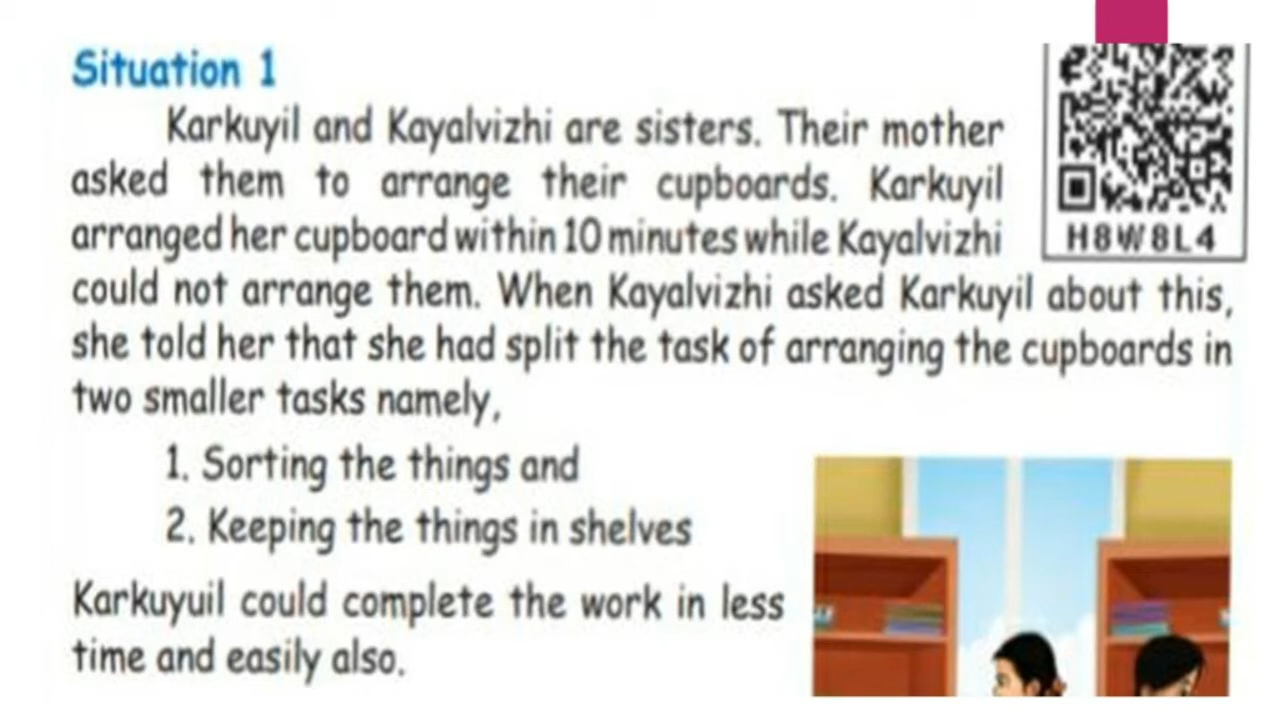 Situation 1
Karkuyil and Kayalvizhi are sisters. Their mother
asked them to arrange their cupboards. Karkuyil
arranged her cupboard within 10 minutes while Kayalvizhi
H8W8L4
could not arrange them. When Kayalvizhi asked Karkuyil about this,
she told her that she had split the task of arranging the cupboards in
two smaller tasks namely,
1. Sorting the things and
2. Keeping the things in shelves
Karkuyuil could complete the work in less
time and easily also.